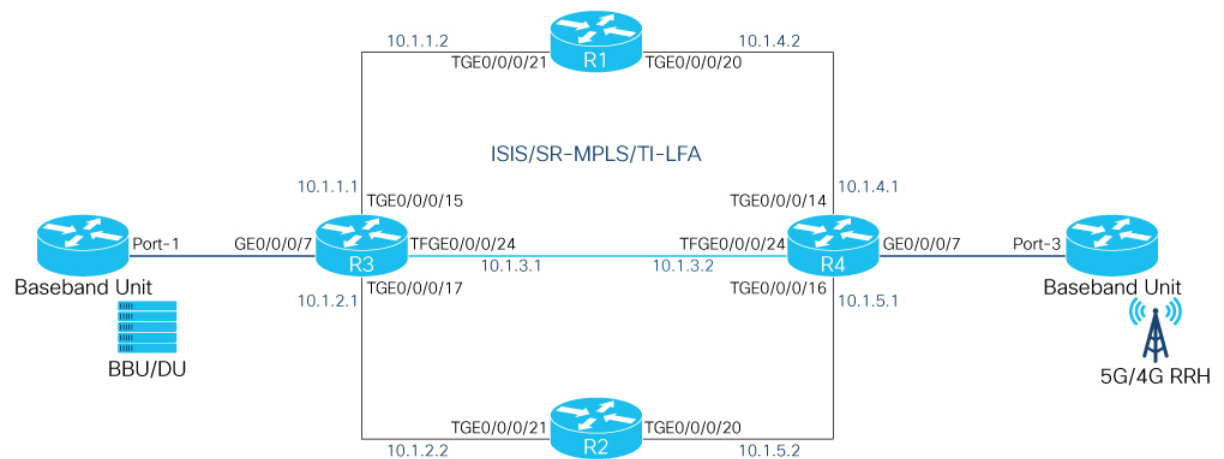 10.1.1.2
10.1.4.2
TGE0/0/0/21
R1
TGE0/0/0/20
ISIS/SR-MPLS/TI-LFA
10.1.1.1
TGE0/0/0/15
TGE0/0/0/14
10.1.4.1
Port-1
GE0/0/0/7
R3
TFGE0/0/0/24
10.1.3.1
10.1.3.2
TFGE0/0/0/24
R4
GE0/0/0/7
Port-3
Baseband Unit
10.1.2.1
TGE0/0/0/17
TGE0/0/0/16
10.1.5.1
Baseband Unit
BBU/DU
5G/4G RRH
TGE0/0/0/21
R2
TGE0/0/0/20
10.1.2.2
10.1.5.2